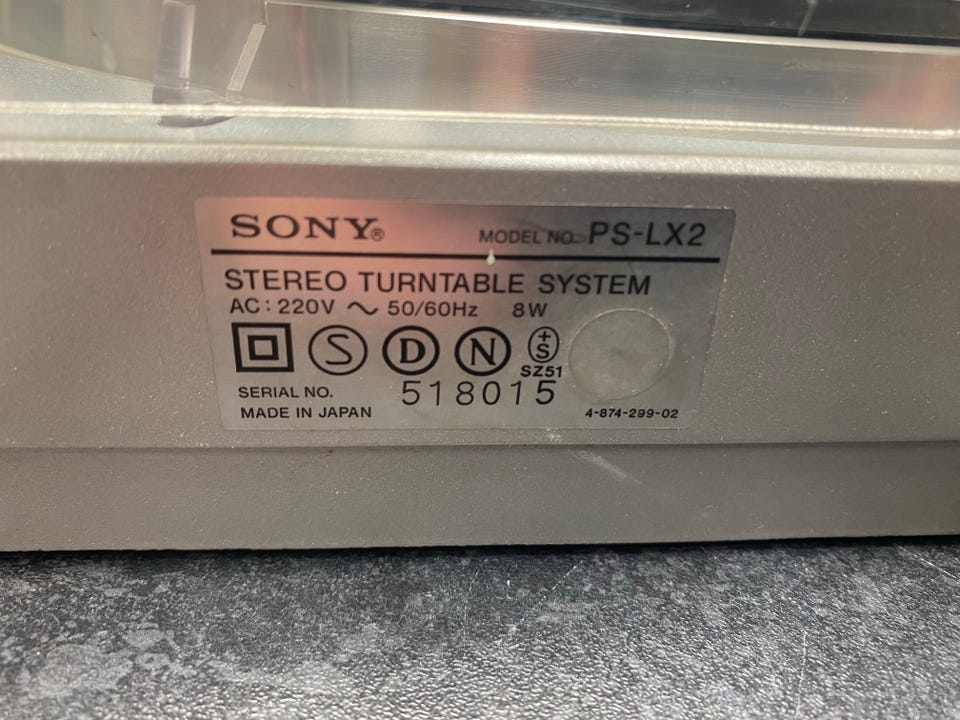 SONY® MODEL NO. PS-LX2
STEREO TURNTABLE SYSTEM
AC: 220V ~ 50/60Hz 8W
S D N +S
SZ51
SERIAL NO. 518015
MADE IN JAPAN 4-874-299-02